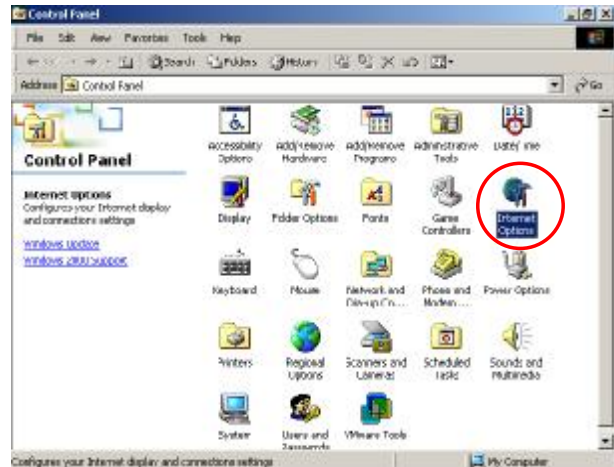 Control Panel
File Edit View Favorites Tools Help
Search Folders History
Address Control Panel Go
Control Panel
Internet Options
Configures your Internet display and connections settings
Windows Update
Windows 2000 Support
Accessibility Options
Add/Remove Hardware
Add/Remove Programs
Administrative Tools
Date/Time
Display
Folder Options
Fonts
Game Controllers
Internet Options
Keyboard
Mouse
Network and Dial-up Co...
Phone and Modem ...
Power Options
Printers
Regional Options
Scanners and Cameras
Scheduled Tasks
Sounds and Multimedia
System
Users and Passwords
VMware Tools
Configures your Internet display and connections settings
My Computer